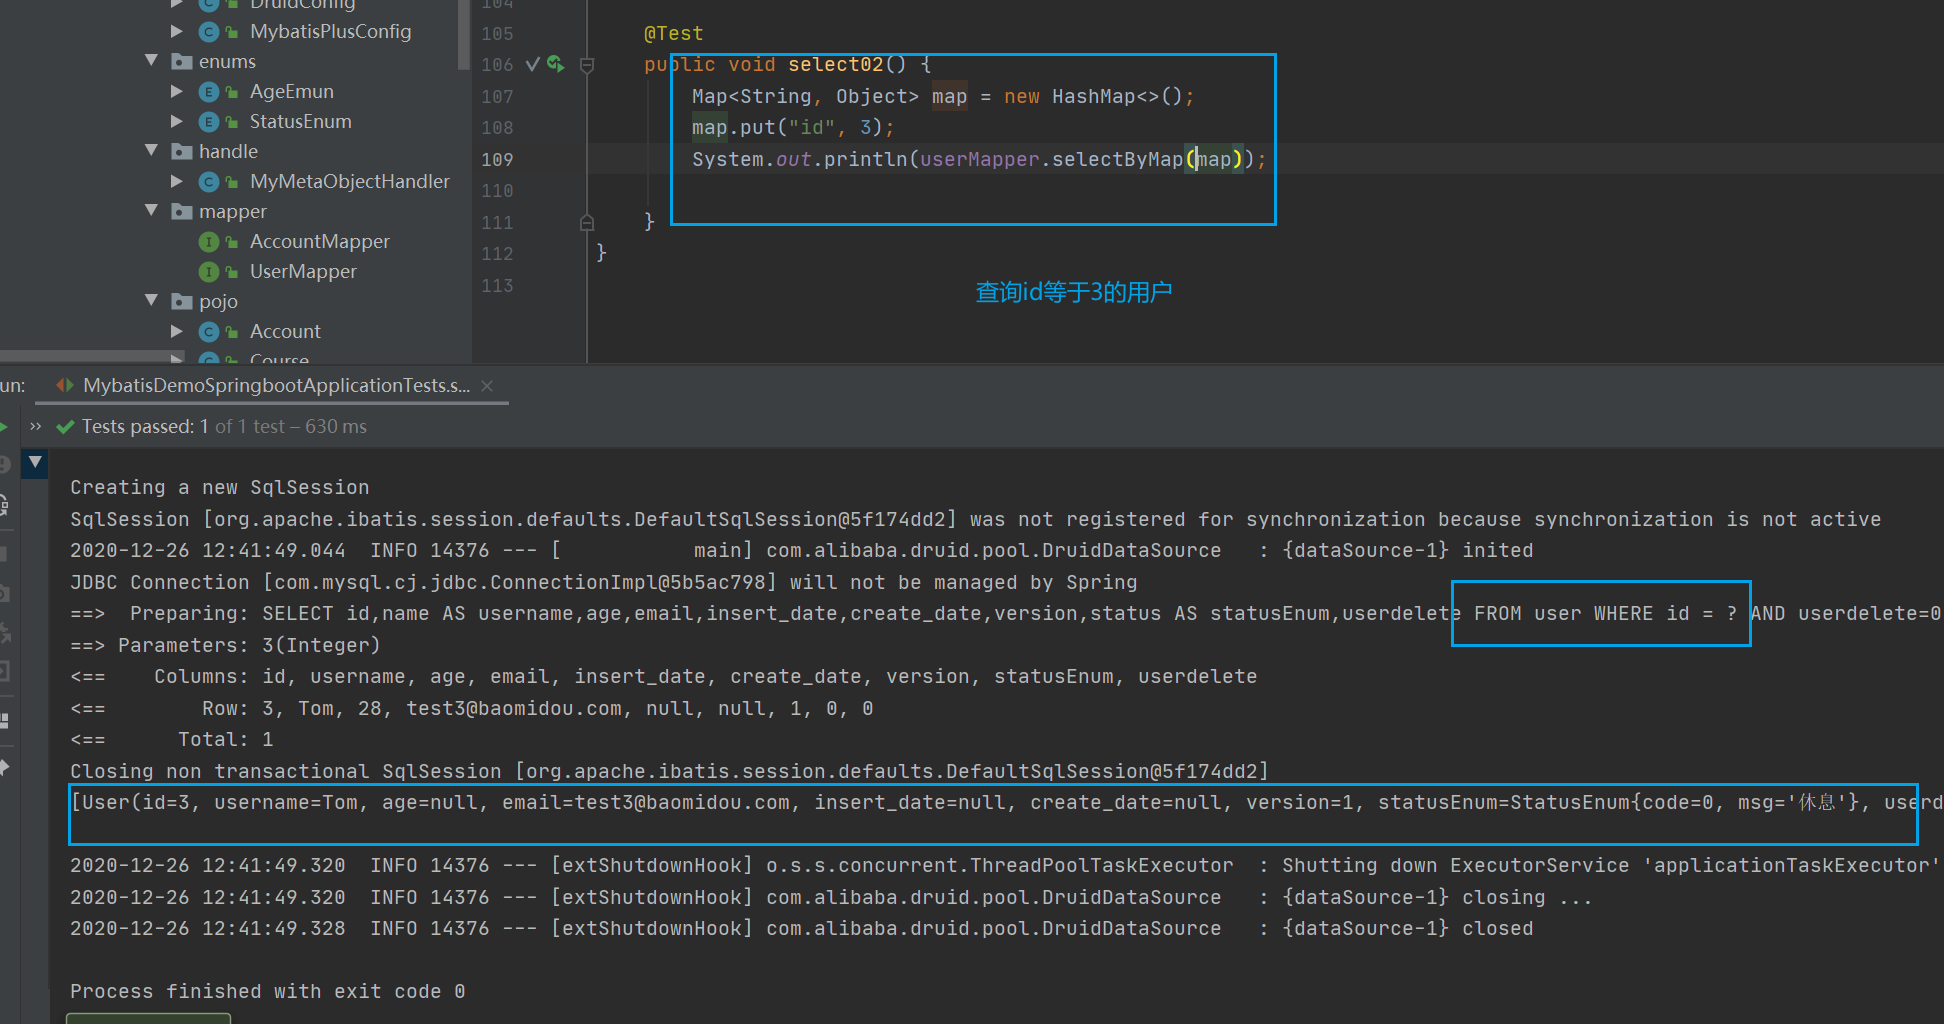 DruidConfig
MybatisPlusConfig
enums
AgeEmun
StatusEnum
handle
MyMetaObjectHandler
mapper
AccountMapper
UserMapper
pojo
Account
Course
104
105 @Test
106 public void select02() {
107 Map<String, Object> map = new HashMap<>();
108 map.put("id", 3);
109 System.out.println(userMapper.selectByMap(map));
110
111 }
112 }
113
查询id等于3的用户
un: MybatisDemoSpringbootApplicationTests.s...
Tests passed: 1 of 1 test – 630 ms
Creating a new SqlSession
SqlSession [org.apache.ibatis.session.defaults.DefaultSqlSession@5f174dd2] was not registered for synchronization because synchronization is not active
2020-12-26 12:41:49.044  INFO 14376 --- [           main] com.alibaba.druid.pool.DruidDataSource   : {dataSource-1} inited
JDBC Connection [com.mysql.cj.jdbc.ConnectionImpl@5b5ac798] will not be managed by Spring
==>  Preparing: SELECT id,name AS username,age,email,insert_date,create_date,version,status AS statusEnum,userdelete FROM user WHERE id = ? AND userdelete=0
==> Parameters: 3(Integer)
<==    Columns: id, username, age, email, insert_date, create_date, version, statusEnum, userdelete
<==        Row: 3, Tom, 28, test3@baomidou.com, null, null, 1, 0, 0
<==      Total: 1
Closing non transactional SqlSession [org.apache.ibatis.session.defaults.DefaultSqlSession@5f174dd2]
[User(id=3, username=Tom, age=null, email=test3@baomidou.com, insert_date=null, create_date=null, version=1, statusEnum=StatusEnum{code=0, msg='休息'}, userd
2020-12-26 12:41:49.320  INFO 14376 --- [extShutdownHook] o.s.s.concurrent.ThreadPoolTaskExecutor  : Shutting down ExecutorService 'applicationTaskExecutor'
2020-12-26 12:41:49.320  INFO 14376 --- [extShutdownHook] com.alibaba.druid.pool.DruidDataSource   : {dataSource-1} closing ...
2020-12-26 12:41:49.328  INFO 14376 --- [extShutdownHook] com.alibaba.druid.pool.DruidDataSource   : {dataSource-1} closed
Process finished with exit code 0